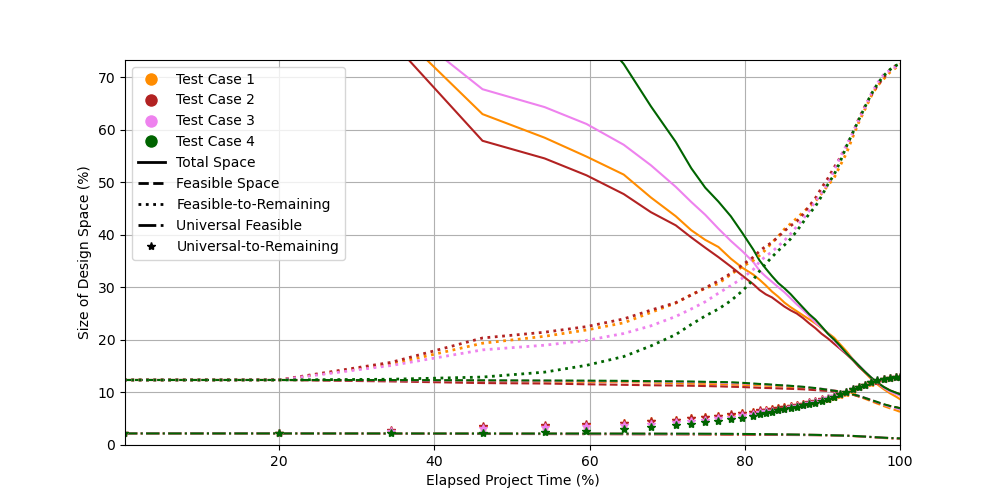 70
60
50
40
30
20
10
0
Size of Design Space (%)
Test Case 1
Test Case 2
Test Case 3
Test Case 4
Total Space
Feasible Space
Feasible-to-Remaining
Universal Feasible
Universal-to-Remaining
20 40 60 80 100
Elapsed Project Time (%)